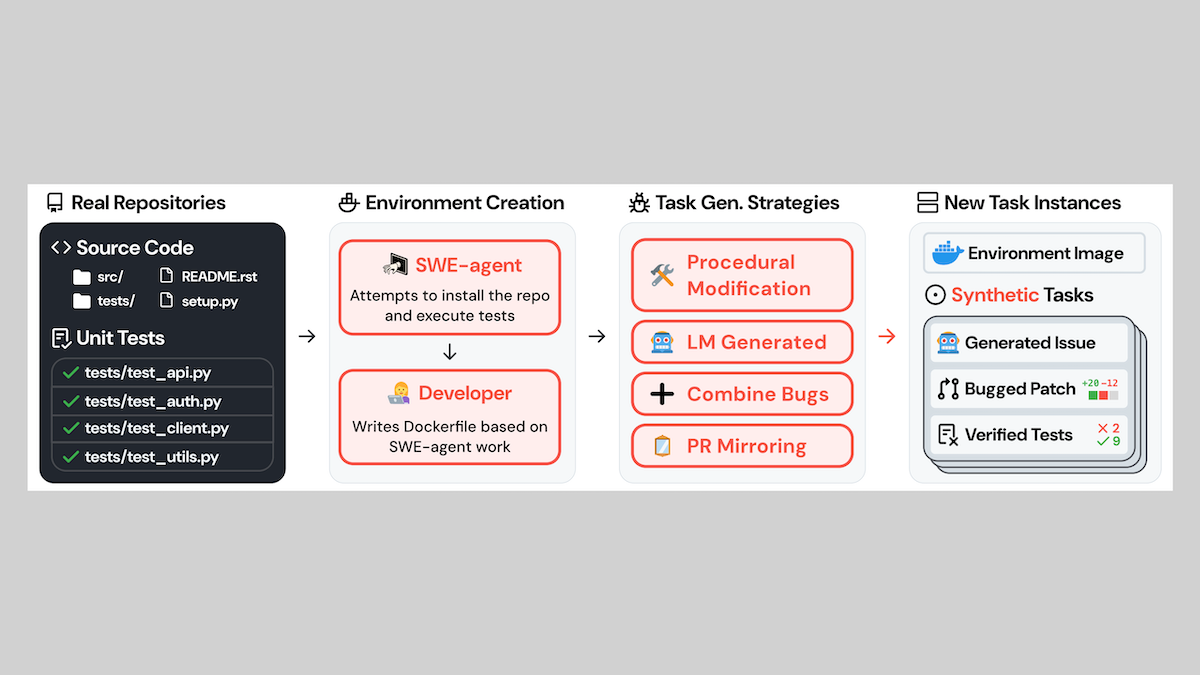 Real Repositories
<> Source Code
src/
README.rst
tests/
setup.py
Unit Tests
tests/test_api.py
tests/test_auth.py
tests/test_client.py
tests/test_utils.py
Environment Creation
SWE-agent
Attempts to install the repo
and execute tests
Developer
Writes Dockerfile based on
SWE-agent work
Task Gen. Strategies
Procedural
Modification
LM Generated
Combine Bugs
PR Mirroring
New Task Instances
Environment Image
Synthetic Tasks
Generated Issue
Bugged Patch
+20 -12
Verified Tests
2
9